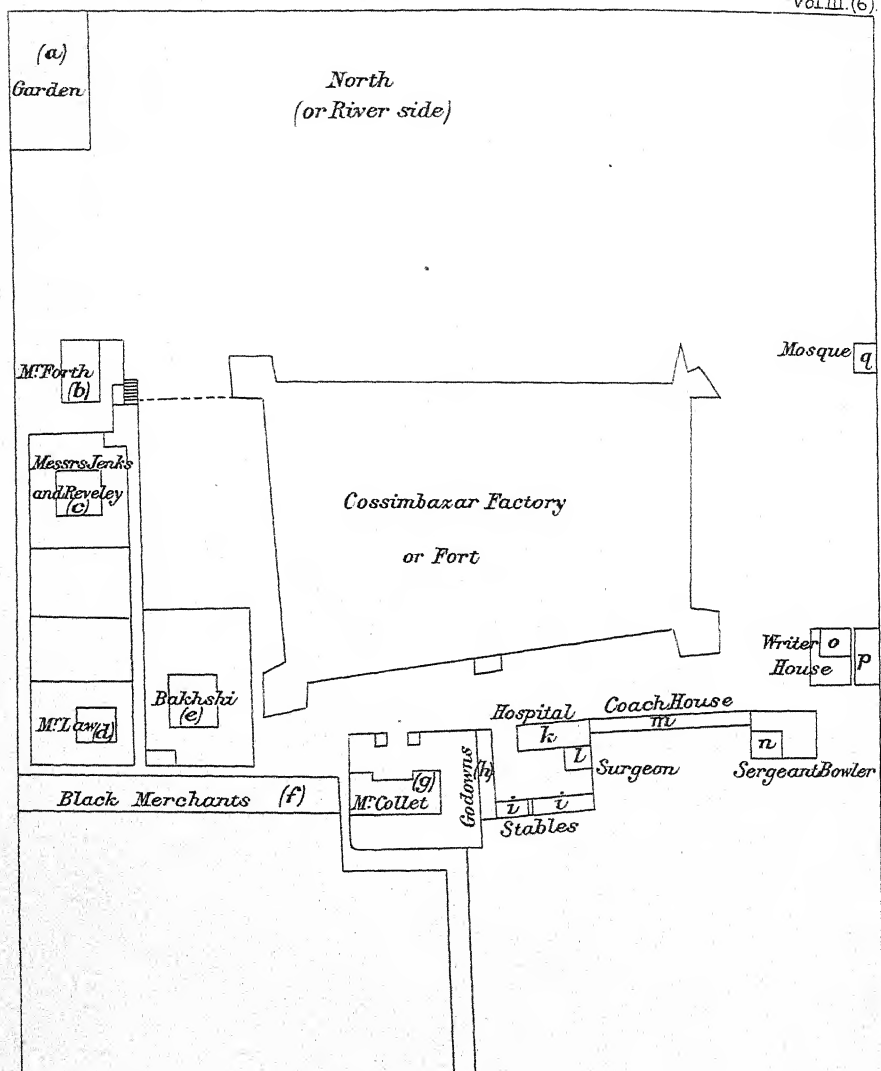 Vol.III.(6).
(a)
Garden
North
(or River side)
Mr. Forth
(b)
Mosque q
Messrs Jenks
and Reveley
(c)
Cossimbazar Factory
or Fort
Writer o
House p
Bakhshi
(e)
Mr. Law (d)
Hospital
k
Coach House
m
l
Surgeon
n
Sergeant Bowler
Black Merchants (f)
(g)
Mr. Collet
Godowns (h)
i i
Stables